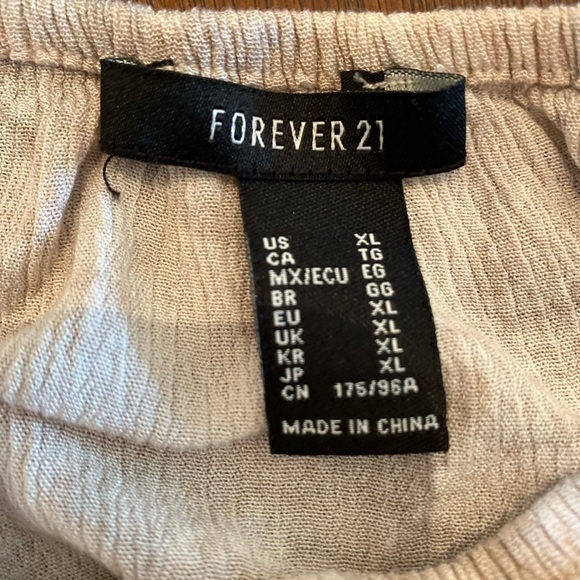 FOREVER 21
US XL
CA TG
MX/ECU EG
BR GG
EU XL
UK XL
KR XL
JP XL
CN 175/96A
MADE IN CHINA